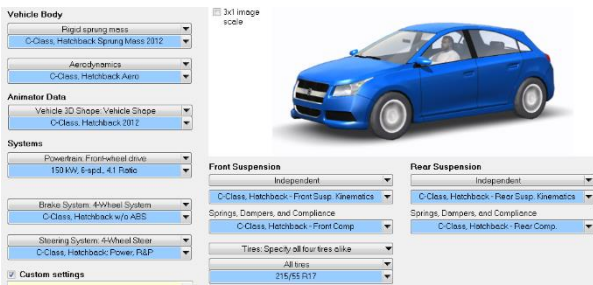 Vehicle Body
Rigid sprung mass
C-Class, Hatchback Sprung Mass 2012
Aerodynamics
C-Class, Hatchback Aero
Animator Data
Vehicle 3D Shape: Vehicle Shape
C-Class, Hatchback 2012
Systems
Powertrain: Front-wheel drive
150 kW, 6-spd., 4.1 Ratio
Brake System: 4-Wheel System
C-Class, Hatchback w/o ABS
Steering System: 4-Wheel Steer
C-Class, Hatchback: Power, R&P
Custom settings
3x1 image
scale
Front Suspension
Independent
C-Class, Hatchback - Front Susp. Kinematics
Springs, Dampers, and Compliance
C-Class, Hatchback - Front Comp
Tires: Specify all four tires alike
All tires
215/55 R17
Rear Suspension
Independent
C-Class, Hatchback - Rear Susp. Kinematics
Springs, Dampers, and Compliance
C-Class, Hatchback - Rear Comp.